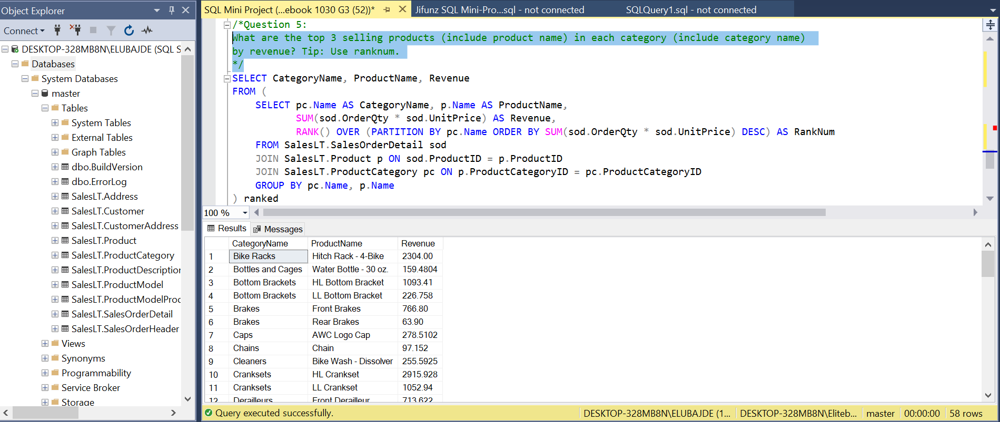 Object Explorer
Connect
DESKTOP-328MB8N\ELUBAJDE (SQL S
Databases
System Databases
master
Tables
System Tables
External Tables
Graph Tables
dbo.BuildVersion
dbo.ErrorLog
SalesLT.Address
SalesLT.Customer
SalesLT.CustomerAddress
SalesLT.Product
SalesLT.ProductCategory
SalesLT.ProductDescription
SalesLT.ProductModel
SalesLT.ProductModelProd
SalesLT.SalesOrderDetail
SalesLT.SalesOrderHeader
Views
Synonyms
Programmability
Service Broker
Storage
SQL Mini Project (...ebook 1030 G3 (52))* Jifunz SQL Mini-Pro...sql - not connected SQLQuery1.sql - not connected
/*Question 5:
What are the top 3 selling products (include product name) in each category (include category name)
by revenue? Tip: Use ranknum.
*/
SELECT CategoryName, ProductName, Revenue
FROM (
SELECT pc.Name AS CategoryName, p.Name AS ProductName,
SUM(sod.OrderQty * sod.UnitPrice) AS Revenue,
RANK() OVER (PARTITION BY pc.Name ORDER BY SUM(sod.OrderQty * sod.UnitPrice) DESC) AS RankNum
FROM SalesLT.SalesOrderDetail sod
JOIN SalesLT.Product p ON sod.ProductID = p.ProductID
JOIN SalesLT.ProductCategory pc ON p.ProductCategoryID = pc.ProductCategoryID
GROUP BY pc.Name, p.Name
) ranked
100 %
Results Messages
CategoryName ProductName Revenue
1 Bike Racks Hitch Rack - 4-Bike 2304.00
2 Bottles and Cages Water Bottle - 30 oz. 159.4804
3 Bottom Brackets HL Bottom Bracket 1093.41
4 Bottom Brackets LL Bottom Bracket 226.758
5 Brakes Front Brakes 766.80
6 Brakes Rear Brakes 63.90
7 Caps AWC Logo Cap 278.5102
8 Chains Chain 97.152
9 Cleaners Bike Wash - Dissolver 255.5925
10 Cranksets HL Crankset 2915.928
11 Cranksets LL Crankset 1052.94
12 Derailleurs Front Derailleur 713.622
Query executed successfully. DESKTOP-328MB8N\ELUBAJDE (1... DESKTOP-328MB8N\Eliteb... master 00:00:00 58 rows